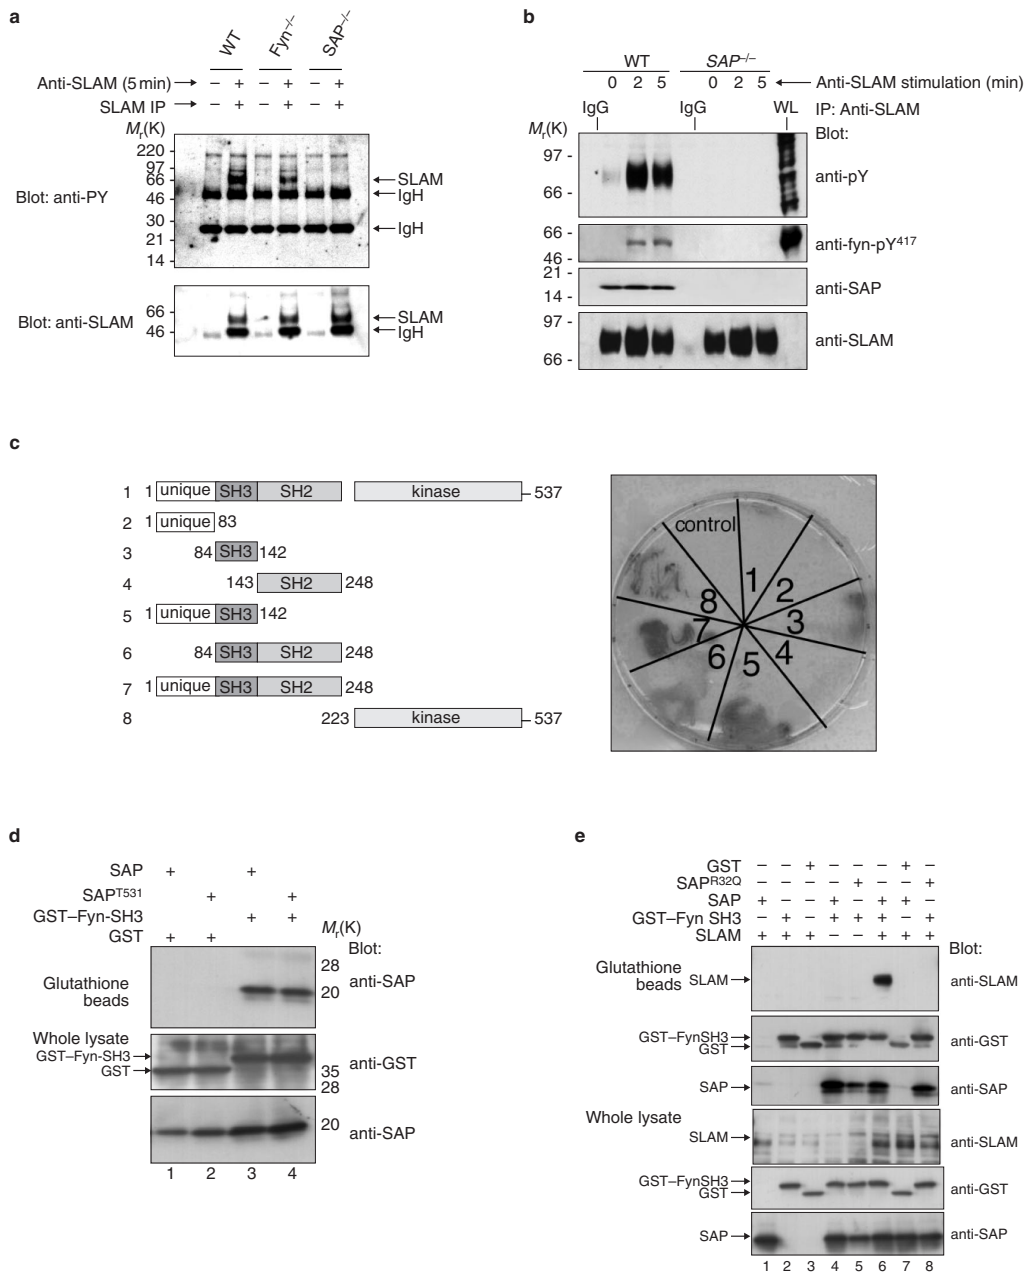 a
WT Fyn–/– SAP–/–
Anti-SLAM (5 min) – + – + – +
SLAM IP – + – + – +
Mr(K)
220
97
66 SLAM
Blot: anti-PY
46 IgH
30
IgH
21
14
66 SLAM
Blot: anti-SLAM
46 IgH
b
WT SAP–/–
0 2 5 0 2 5 Anti-SLAM stimulation (min)
IgG IgG WL IP: Anti-SLAM
Mr(K) Blot:
97 -
anti-pY
66 -
66 -
anti-fyn-pY417
46 -
21 -
anti-SAP
14 -
97 -
anti-SLAM
66 -
c
1 1 unique SH3 SH2 kinase 537
2 1 unique 83
3 84 SH3 142
4 143 SH2 248
5 1 unique SH3 142
6 84 SH3 SH2 248
7 1 unique SH3 SH2 248
8 223 kinase 537
control
1
2
3
4
5
6
7
8
d
SAP + +
SAPT531 + +
GST–Fyn-SH3 + +
GST + +
Mr(K)
Blot:
28
anti-SAP
Glutathione
beads
20
Whole lysate
GST–Fyn-SH3
anti-GST
GST
35
28
20
anti-SAP
1 2 3 4
e
GST – – + – – – + –
SAPR32Q – – – – + – – +
SAP + – – + – + + –
GST–Fyn SH3 – + – + + + – +
SLAM + + + – – + + +
Blot:
Glutathione
beads
SLAM
anti-SLAM
GST–FynSH3
GST
anti-GST
SAP
anti-SAP
Whole lysate
SLAM
anti-SLAM
GST–FynSH3
GST
anti-GST
SAP
anti-SAP
1 2 3 4 5 6 7 8